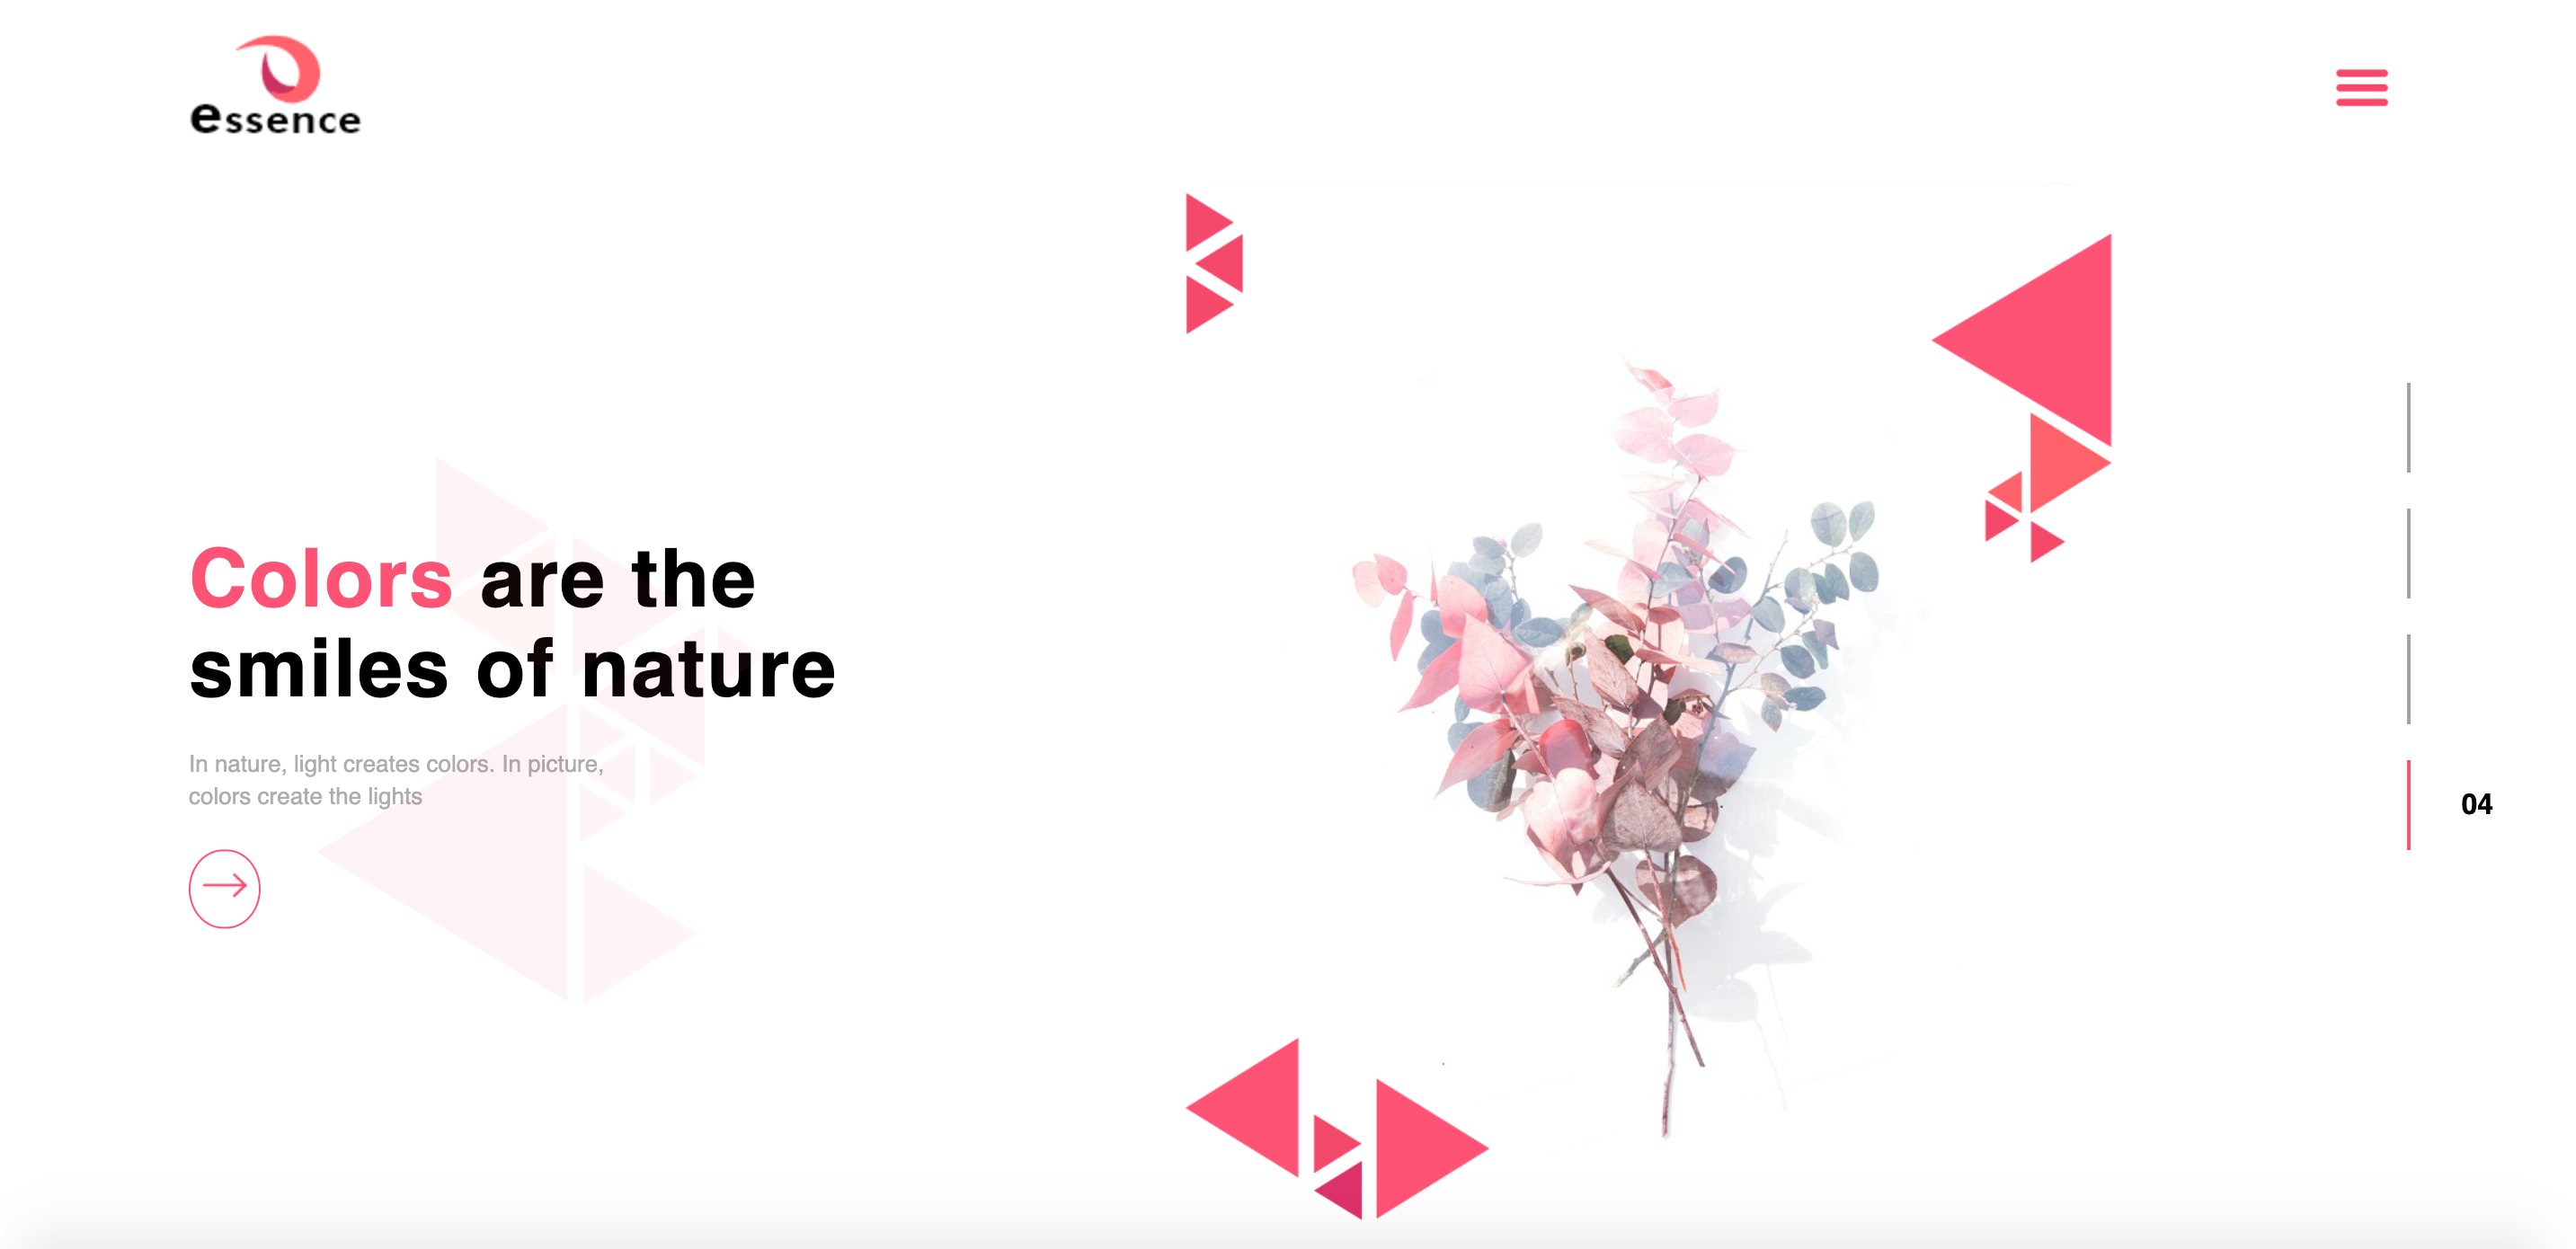 essence
Colors are the
smiles of nature
In nature, light creates colors. In picture,
colors create the lights
04